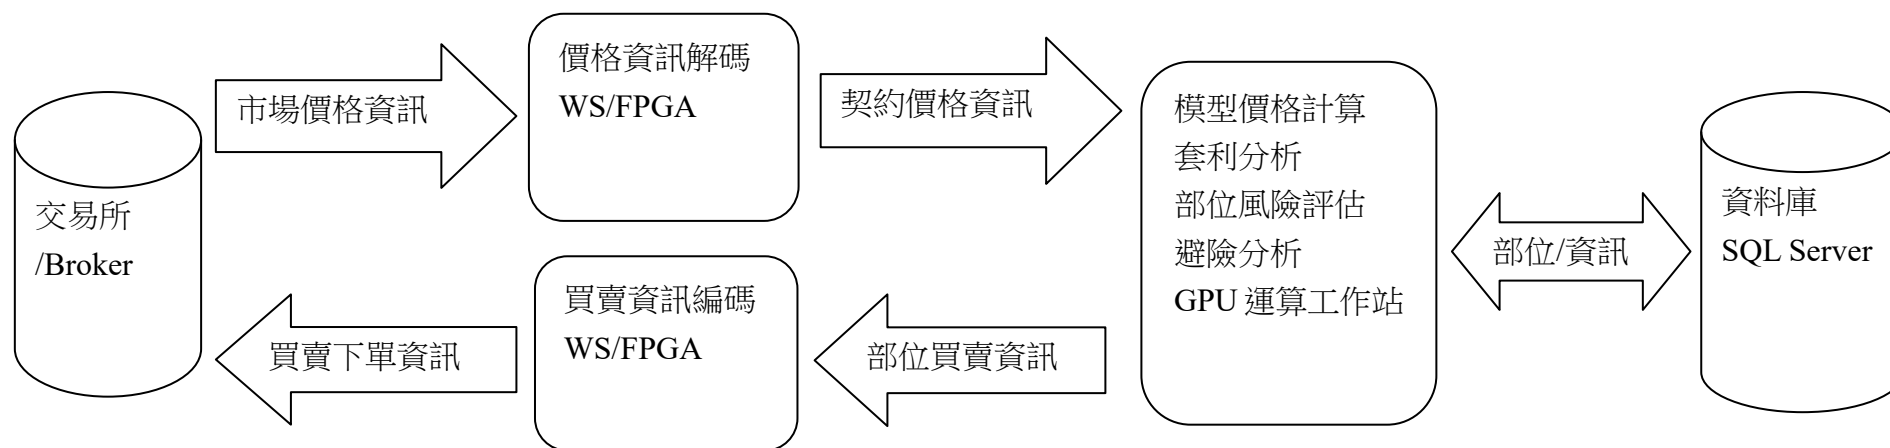 交易所
/Broker
市場價格資訊
價格資訊解碼
WS/FPGA
契約價格資訊
模型價格計算
套利分析
部位風險評估
避險分析
GPU 運算工作站
部位/資訊
資料庫
SQL Server
部位買賣資訊
買賣資訊編碼
WS/FPGA
買賣下單資訊